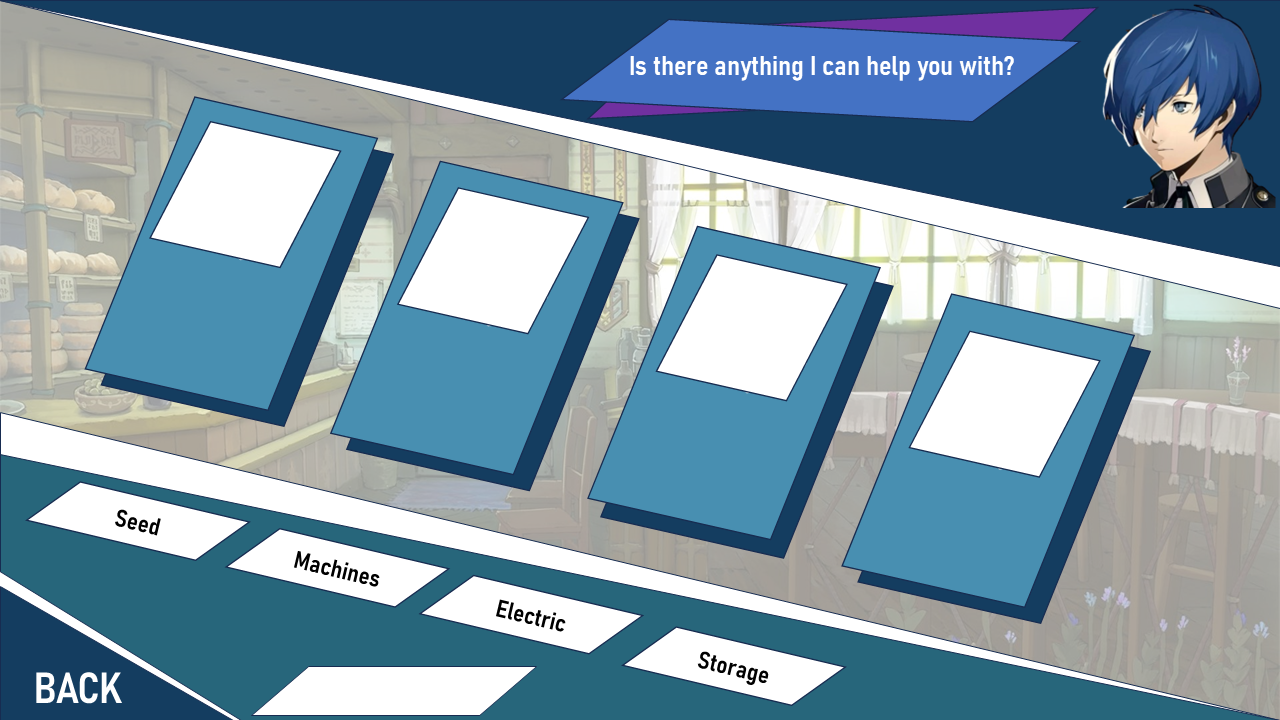 Is there anything I can help you with?
Seed
Machines
Electric
Storage
BACK